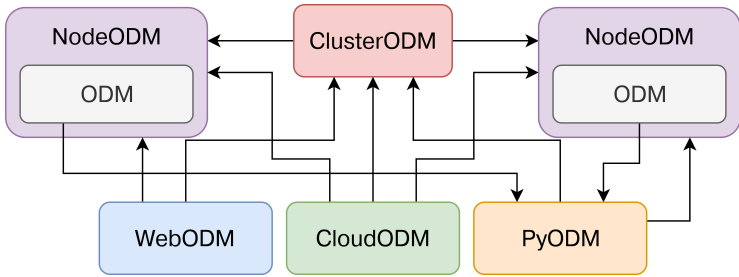 NodeODM
ClusterODM
NodeODM
ODM
ODM
WebODM
CloudODM
PyODM